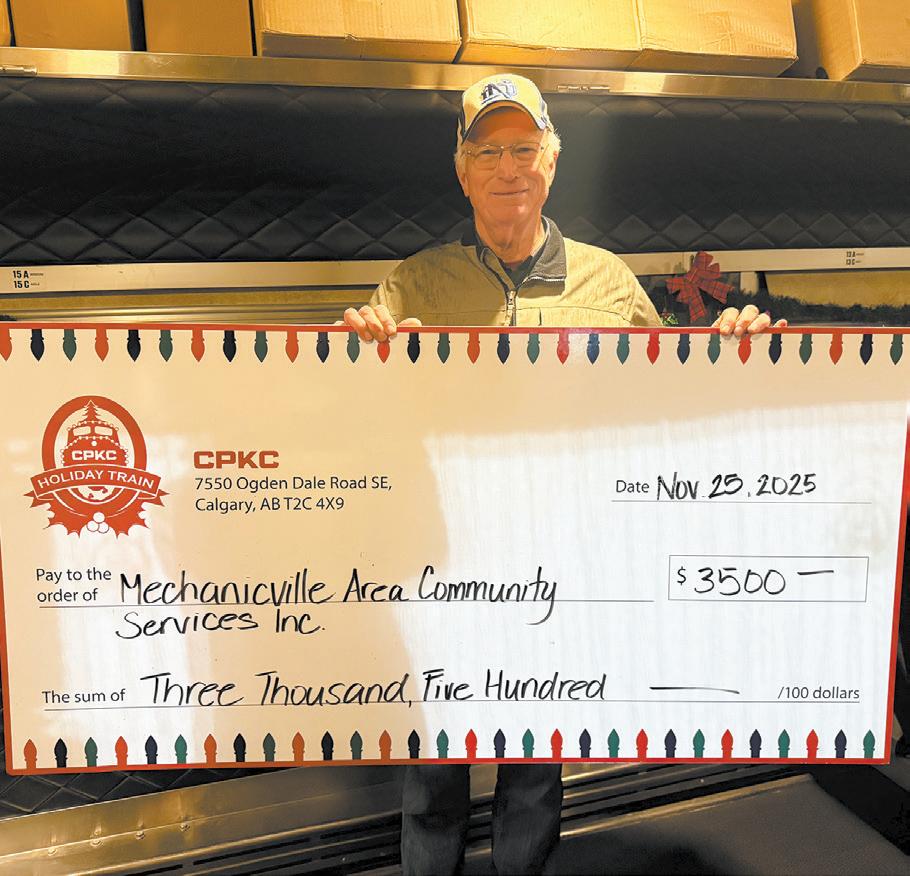 15 A
15 C
13 A
13 C
CPKC
HOLIDAY TRAIN
CPKC
7550 Ogden Dale Road SE,
Calgary, AB T2C 4X9
Date Nov. 25, 2025
Pay to the
order of Mechanicville Area Community
Services Inc.
$ 3500 —
The sum of Three Thousand, Five Hundred — /100 dollars